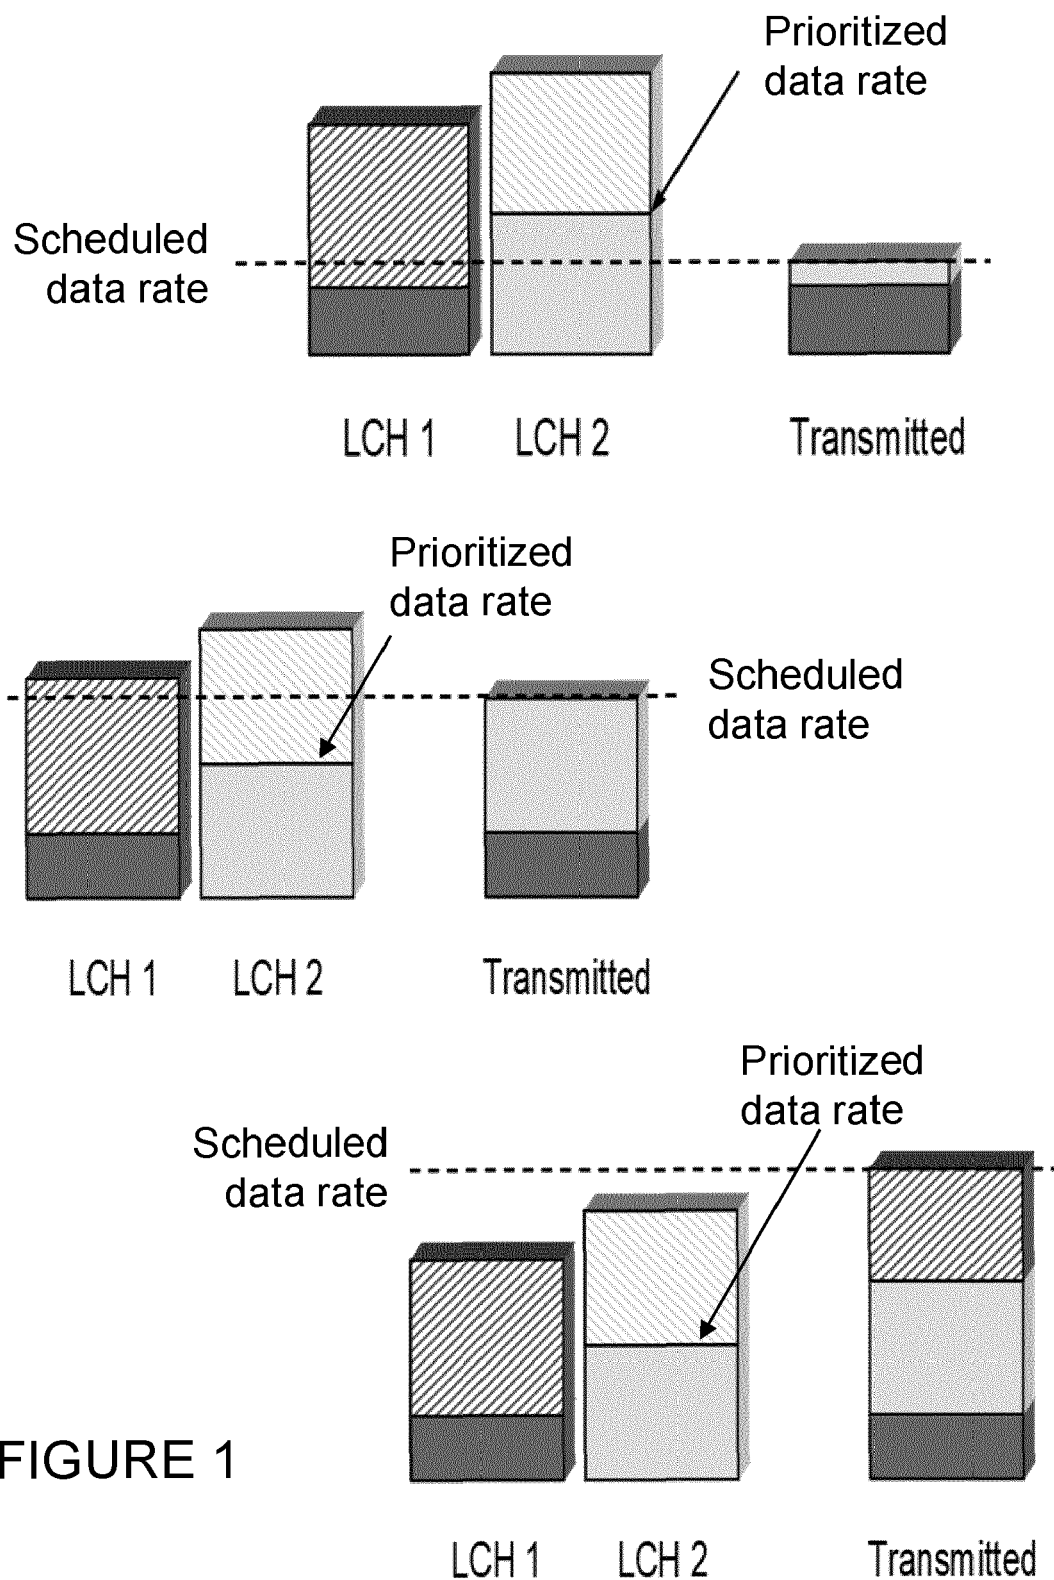 Prioritized
data rate
Scheduled
data rate
LCH 1
LCH 2
Transmitted
Prioritized
data rate
Scheduled
data rate
LCH 1
LCH 2
Transmitted
Prioritized
data rate
Scheduled
data rate
FIGURE 1
LCH 1
LCH 2
Transmitted